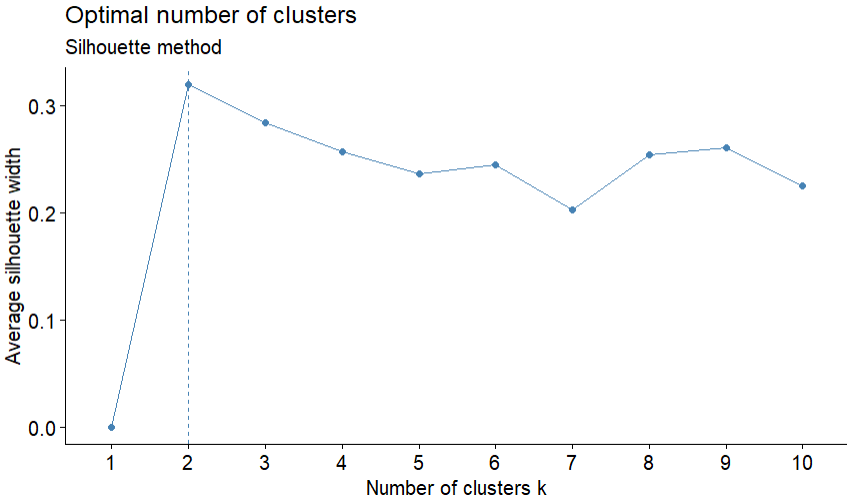 Optimal number of clusters
Silhouette method
Average silhouette width
0.3
0.2
0.1
0.0
1 2 3 4 5 6 7 8 9 10
Number of clusters k